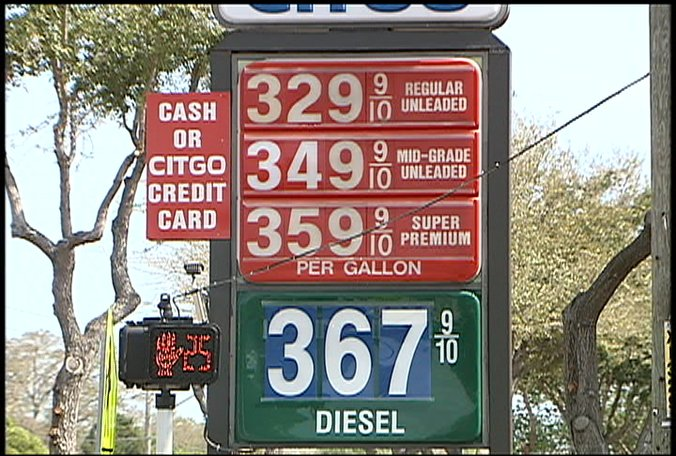 CITGO
329 9/10 REGULAR UNLEADED
CASH OR CITGO CREDIT CARD
349 9/10 MID-GRADE UNLEADED
359 9/10 SUPER PREMIUM
PER GALLON
25
367 9/10
DIESEL